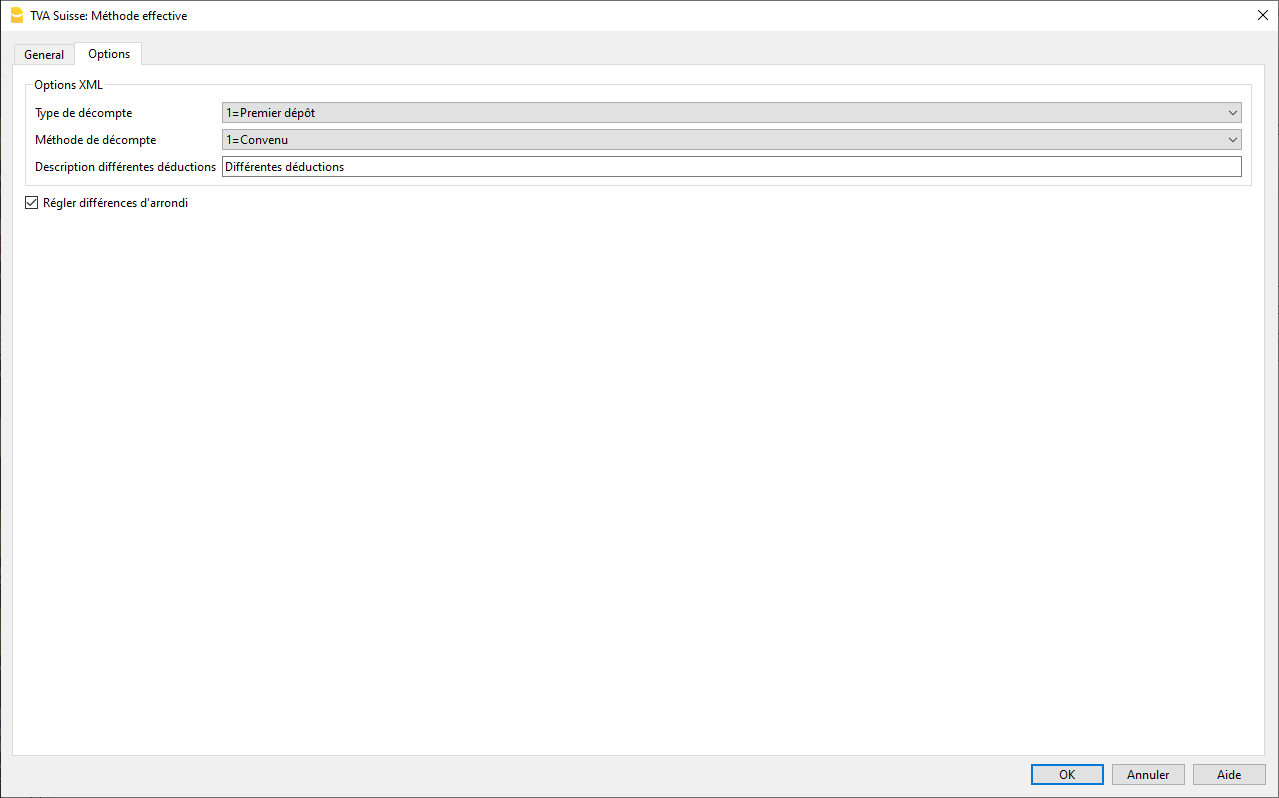 TVA Suisse: Méthode effective
General
Options
Options XML
Type de décompte
1=Premier dépôt
Méthode de décompte
1=Convenu
Description différentes déductions
Différentes déductions
Régler différences d'arrondi
OK
Annuler
Aide